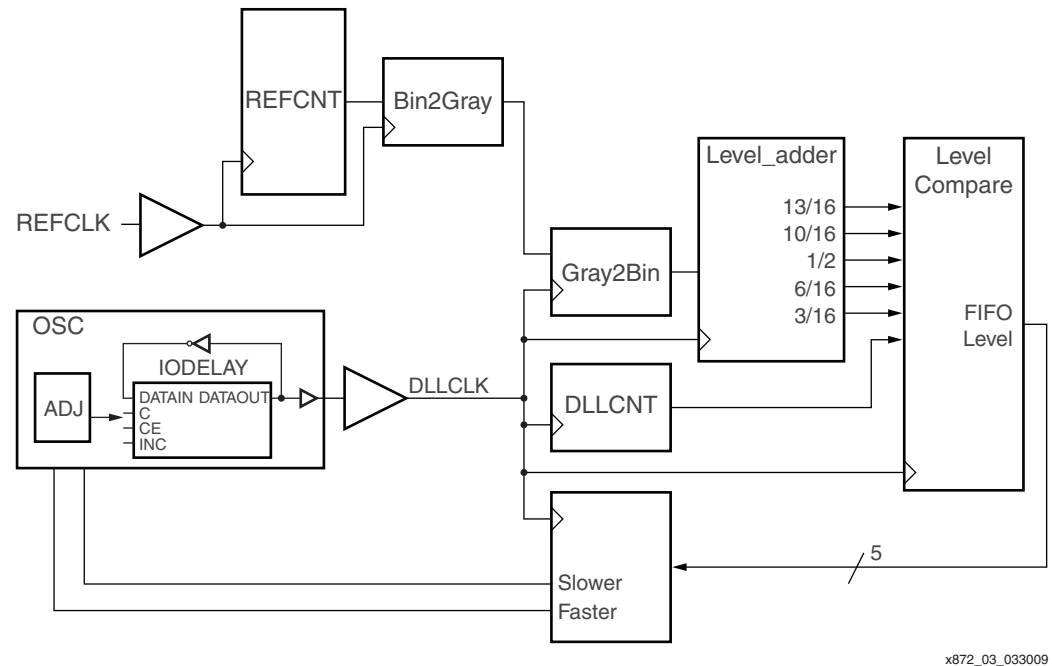 REFCNT
Bin2Gray
REFCLK
Level_adder
13/16
10/16
1/2
6/16
3/16
Level
Compare
FIFO
Level
Gray2Bin
OSC
IODELAY
ADJ
DATAIN DATAOUT
C
CE
INC
DLLCLK
DLLCNT
Slower
Faster
5
x872_03_033009